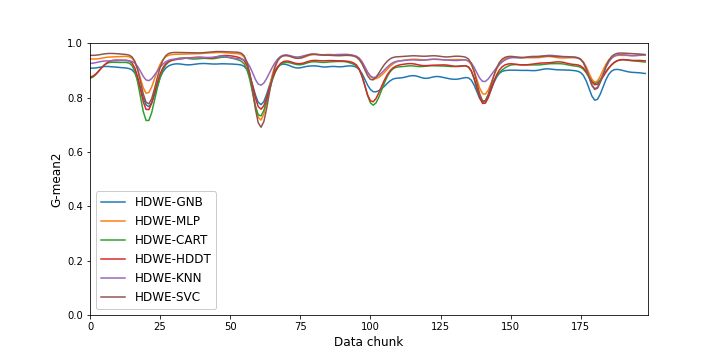 1.0
0.8
0.6
0.4
0.2
0.0
G-mean2
HDWE-GNB
HDWE-MLP
HDWE-CART
HDWE-HDDT
HDWE-KNN
HDWE-SVC
0 25 50 75 100 125 150 175
Data chunk